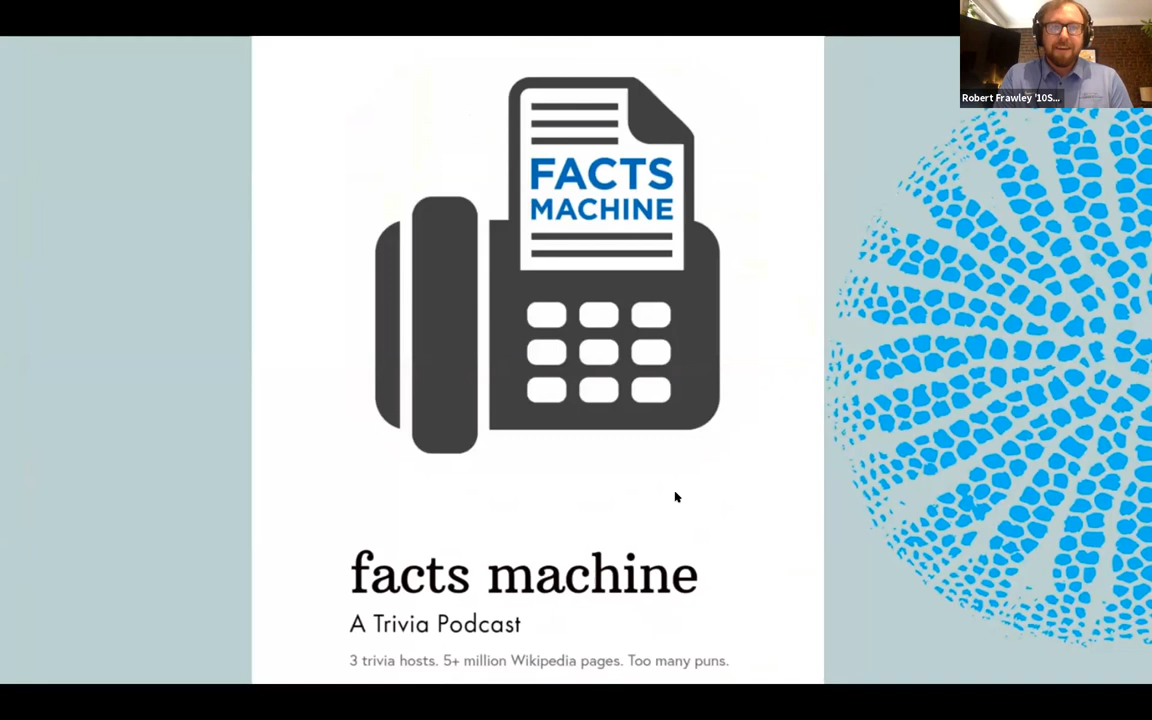 Robert Frawley '10S...
FACTS
MACHINE
facts machine
A Trivia Podcast
3 trivia hosts. 5+ million Wikipedia pages. Too many puns.